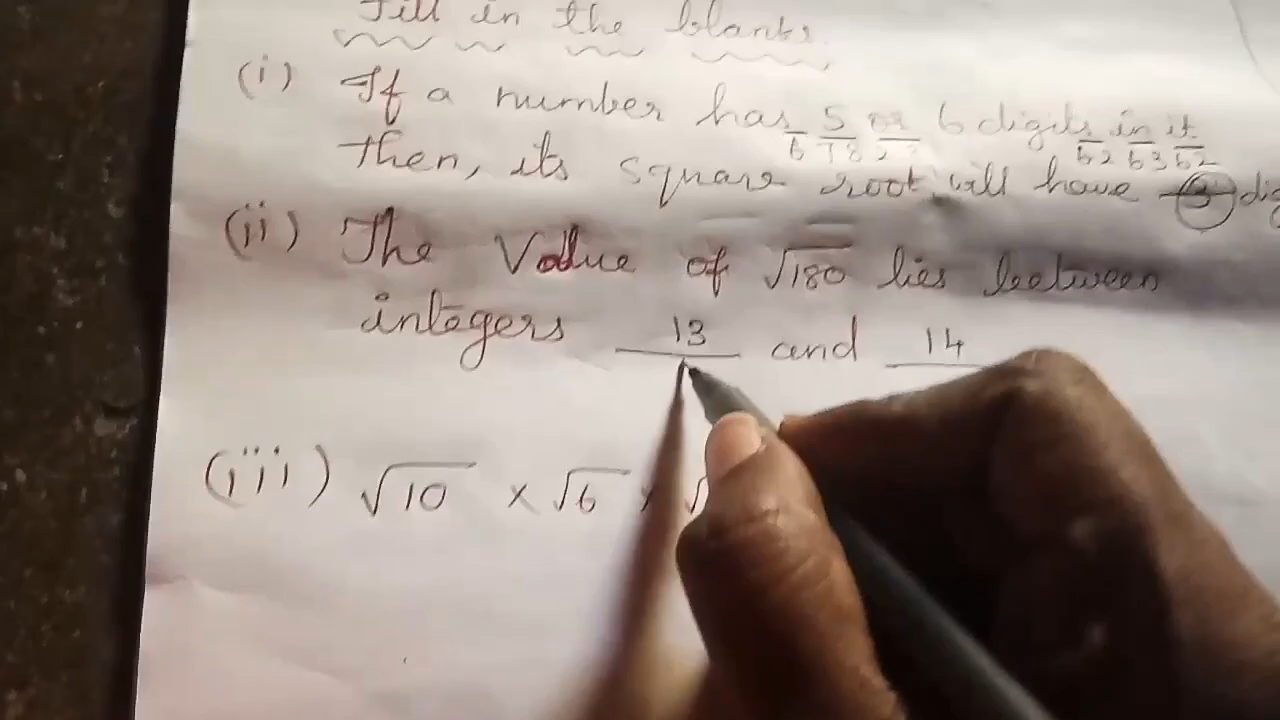 Fill in the blanks.
(i) If a number has 5 or 6 digits in it
then, its square root will have 3
(ii) The Value of √180 lies between
integers 13 and 14
(iii) √10 × √6 × √